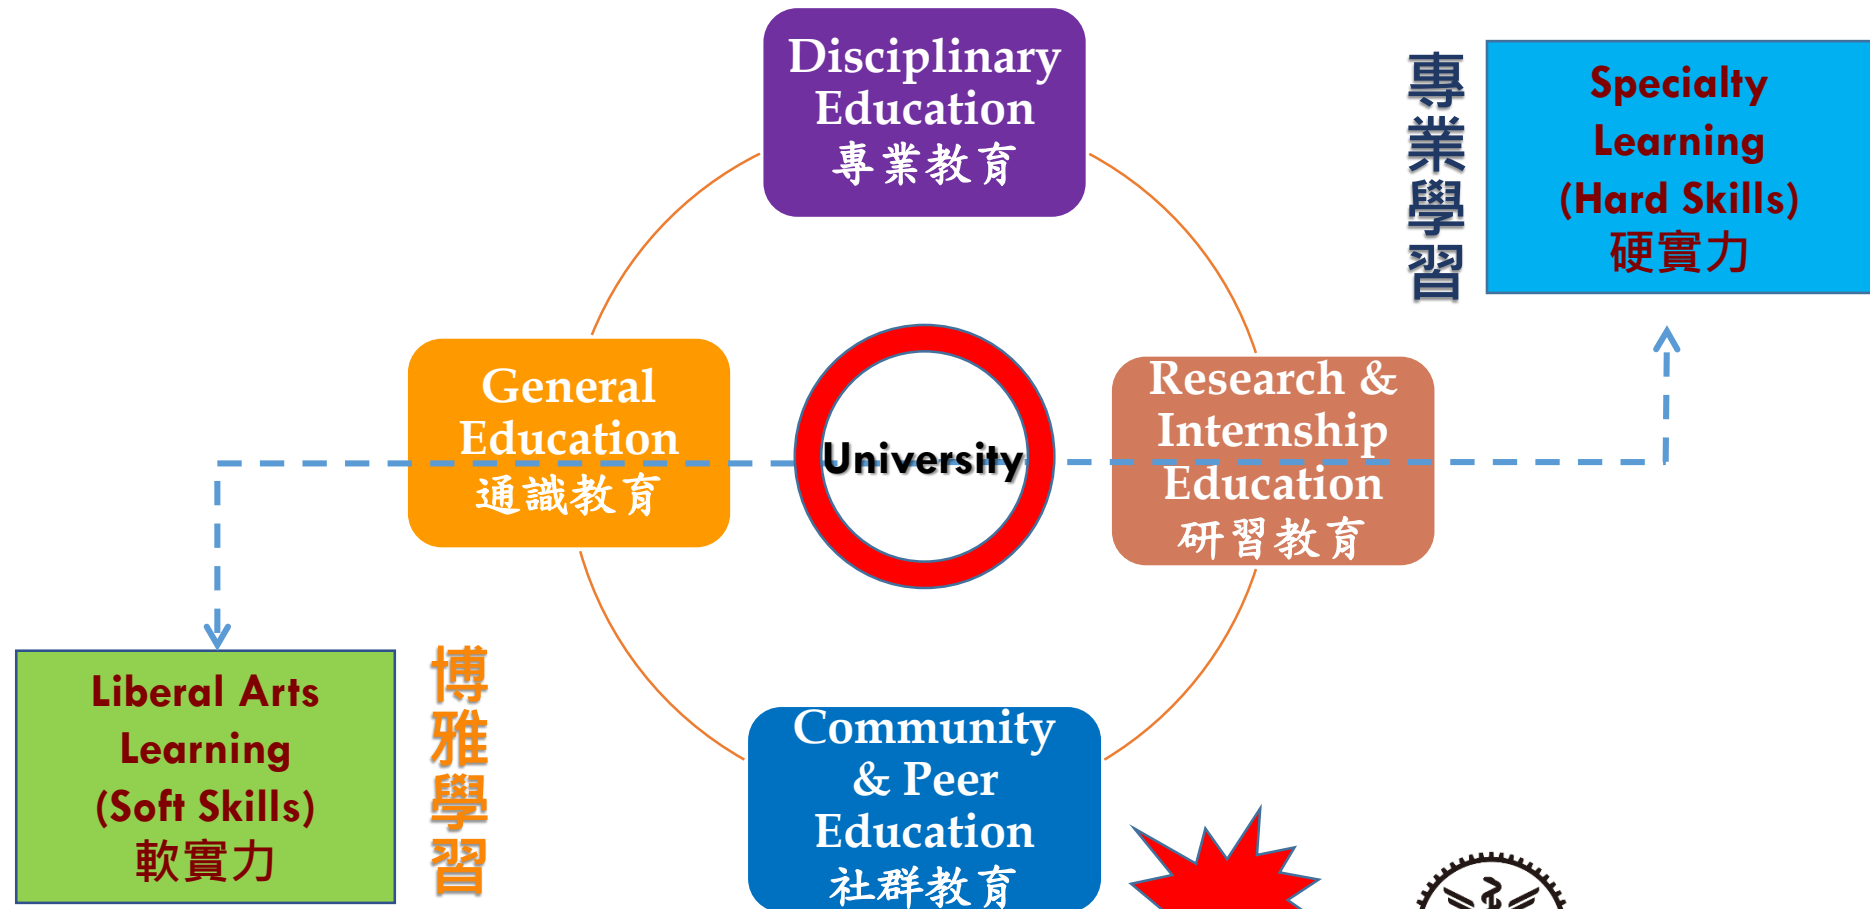 Disciplinary
Education
專業教育
專業學習
Specialty
Learning
(Hard Skills)
硬實力
General
Education
通識教育
University
Research &
Internship
Education
研習教育
Liberal Arts
Learning
(Soft Skills)
軟實力
博雅學習
Community
& Peer
Education
社群教育